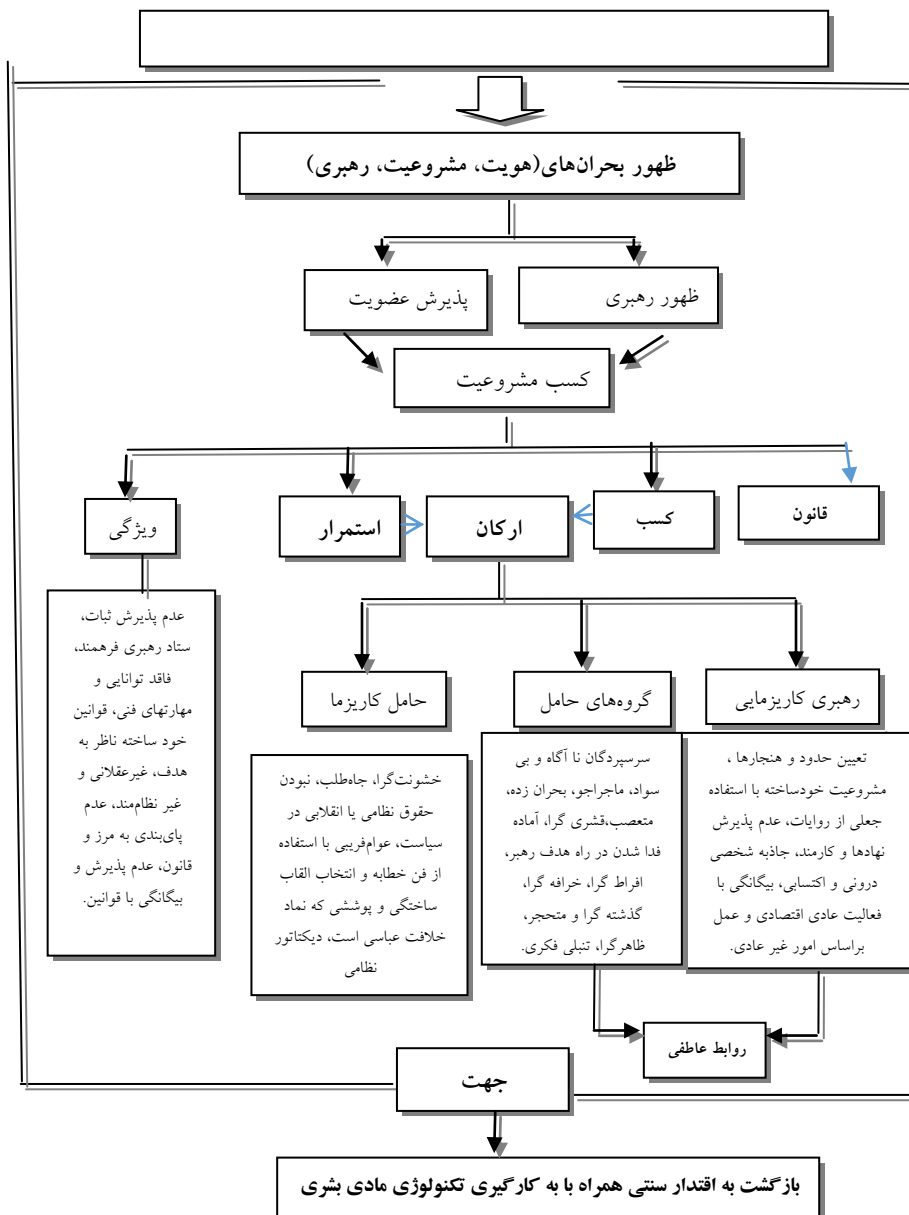 ظهور بحران‌های(هویت، مشروعیت، رهبری)
ظهور رهبری
پذیرش عضویت
کسب مشروعیت
قانون
کسب
ارکان
استمرار
ویژگی
رهبری کاریزمایی
گروه‌های حامل
حامل کاریزما
تعیین حدود و هنجارها ،
مشروعیت خودساخته با استفاده
جعلی از روایات، عدم پذیرش
نهادها و کارمند، جاذبه شخصی
درونی و اکتسابی، بیگانگی با
فعالیت عادی اقتصادی و عمل
براساس امور غیر عادی.
سرسپردگان نا آگاه و بی
سواد، ماجراجو، بحران زده،
متعصب،قشری گرا، آماده
فدا شدن در راه هدف رهبر،
افراط گرا، خرافه گرا،
گذشته گرا و متحجر،
ظاهرگرا، تنبلی فکری.
خشونت‌گرا، جاه‌طلب، نبودن
حقوق نظامی یا انقلابی در
سیاست، عوام‌فریبی با استفاده
از فن خطابه و انتخاب القاب
ساختگی و پوششی که نماد
خلافت عباسی است، دیکتاتور
نظامی
عدم پذیرش ثبات،
ستاد رهبری فرهمند،
فاقد توانایی و
مهارتهای فنی، قوانین
خود ساخته ناظر به
هدف، غیرعقلانی و
غیر نظام‌مند، عدم
پای‌بندی به مرز و
قانون، عدم پذیرش و
بیگانگی با قوانین.
روابط عاطفی
جهت
بازگشت به اقتدار سنتی همراه با به کارگیری تکنولوژی مادی بشری